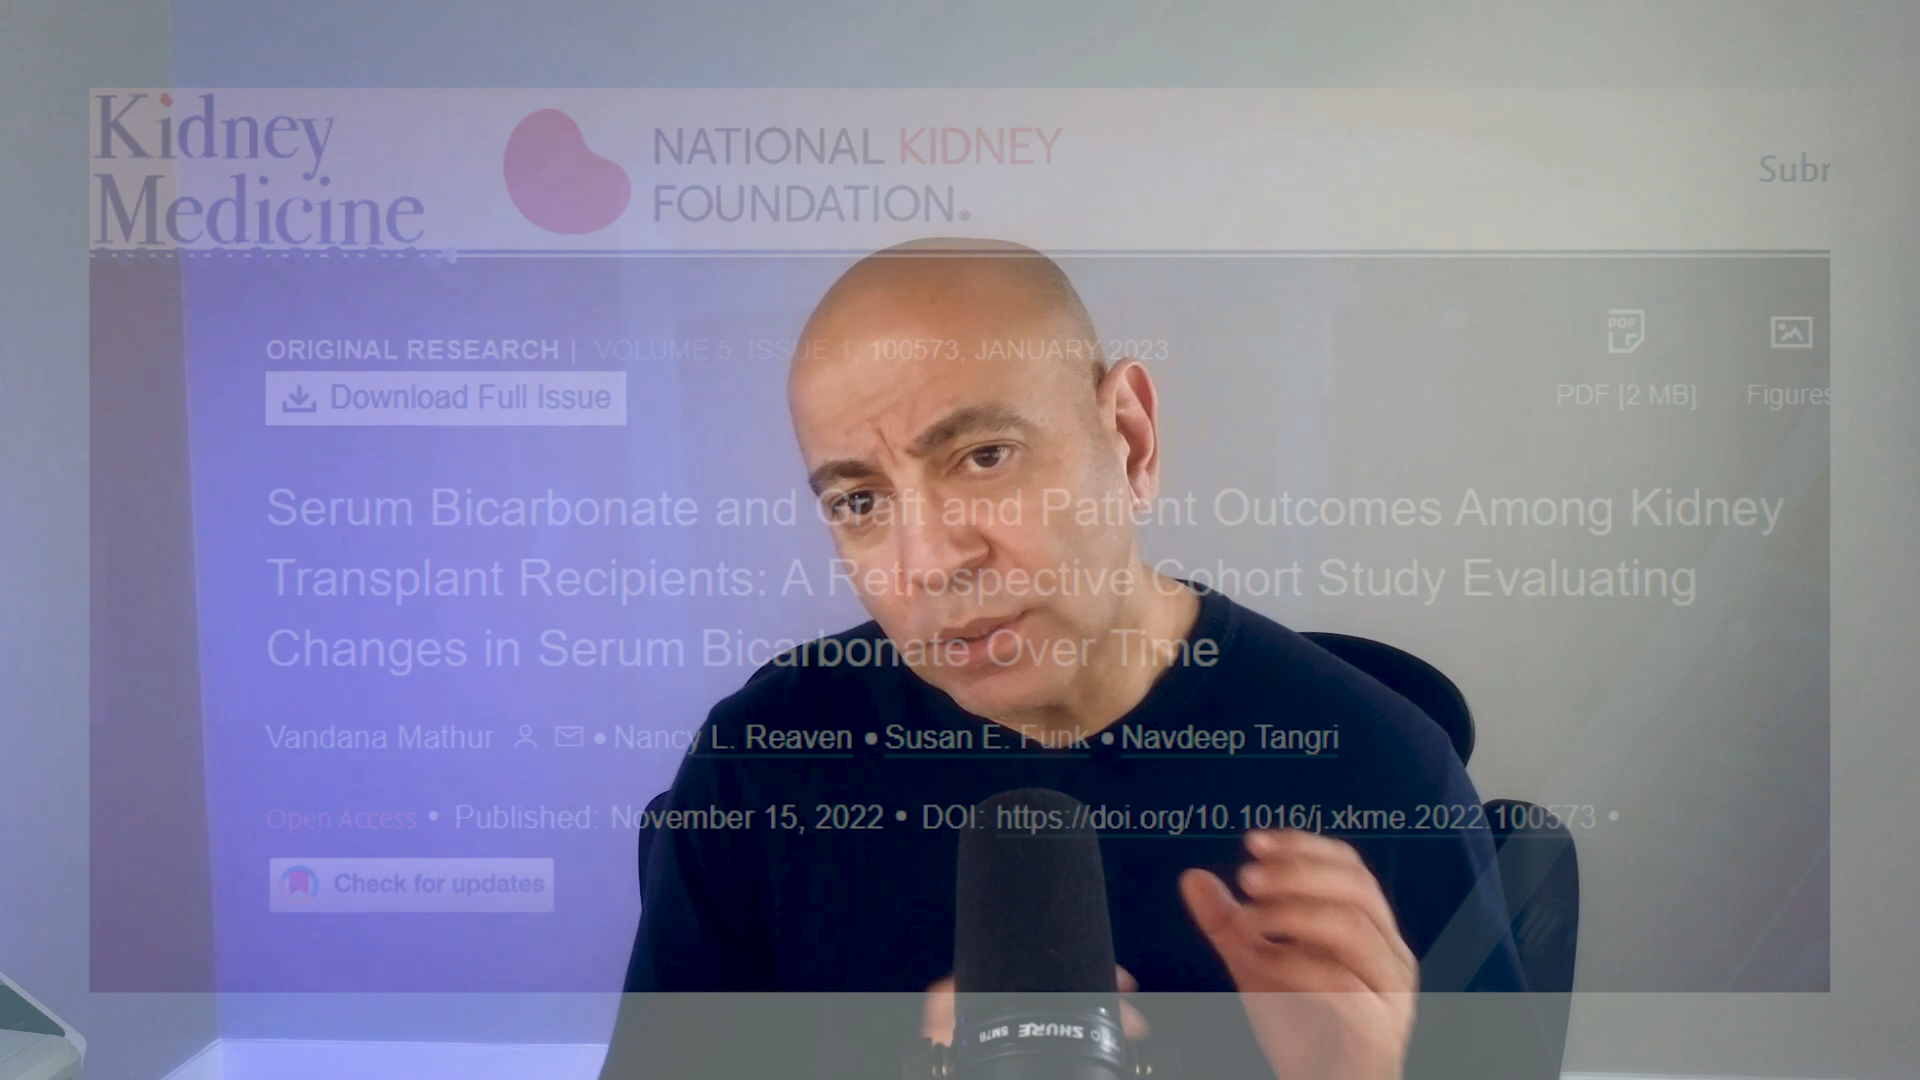 Kidney
Medicine
NATIONAL KIDNEY
FOUNDATION®
Subr
ORIGINAL RESEARCH | VOLUME 5, ISSUE 1, 100573, JANUARY 2023
Download Full Issue
PDF
PDF [2 MB]
Figures
Serum Bicarbonate and Graft and Patient Outcomes Among Kidney
Transplant Recipients: A Retrospective Cohort Study Evaluating
Changes in Serum Bicarbonate Over Time
Vandana Mathur • Nancy L. Reaven • Susan E. Funk • Navdeep Tangri
Open Access • Published: November 15, 2022 • DOI: https://doi.org/10.1016/j.xkme.2022.100573 •
Check for updates
SHURE SM7B